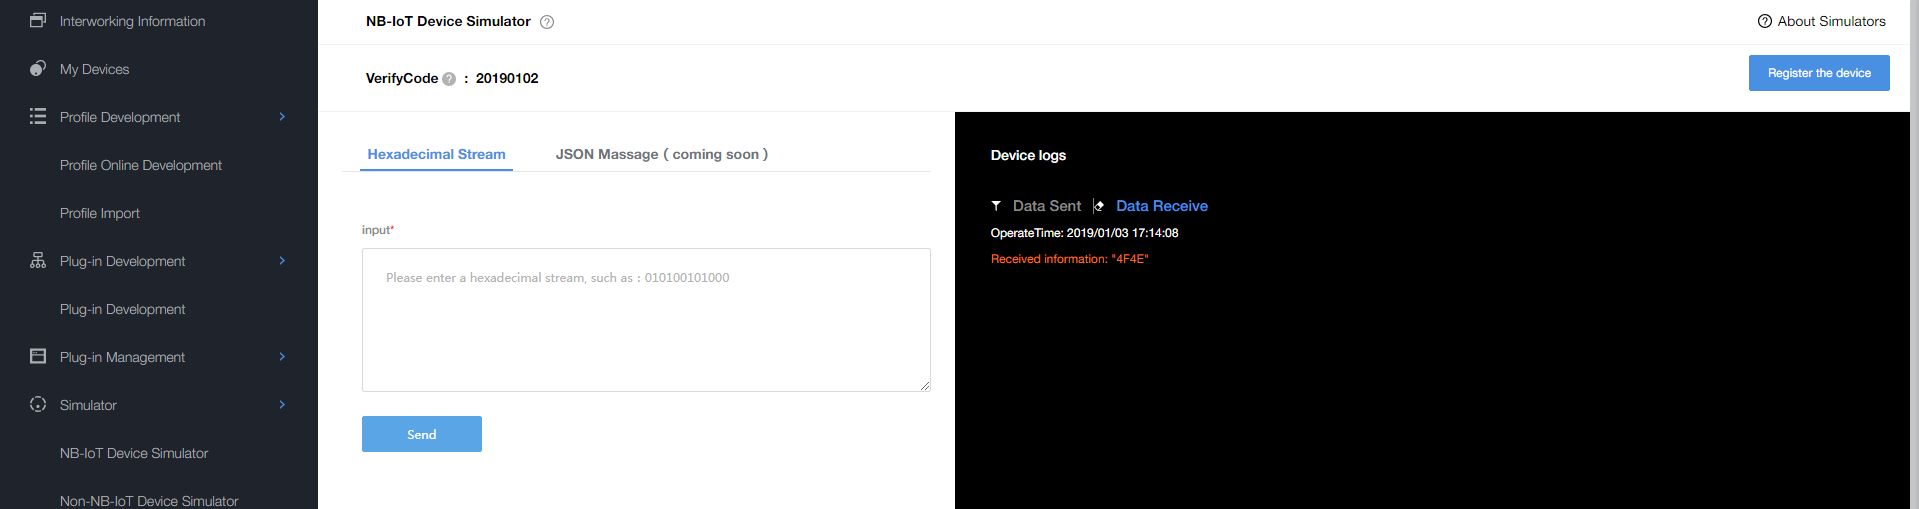 Interworking Information
My Devices
Profile Development
Profile Online Development
Profile Import
Plug-in Development
Plug-in Development
Plug-in Management
Simulator
NB-IoT Device Simulator
Non-NB-IoT Device Simulator
NB-IoT Device Simulator ?
? About Simulators
VerifyCode ? : 20190102
Register the device
Hexadecimal Stream JSON Massage ( coming soon )
input*
Please enter a hexadecimal stream, such as : 010100101000
Send
Device logs
Data Sent Data Receive
OperateTime: 2019/01/03 17:14:08
Received information: "4F4E"